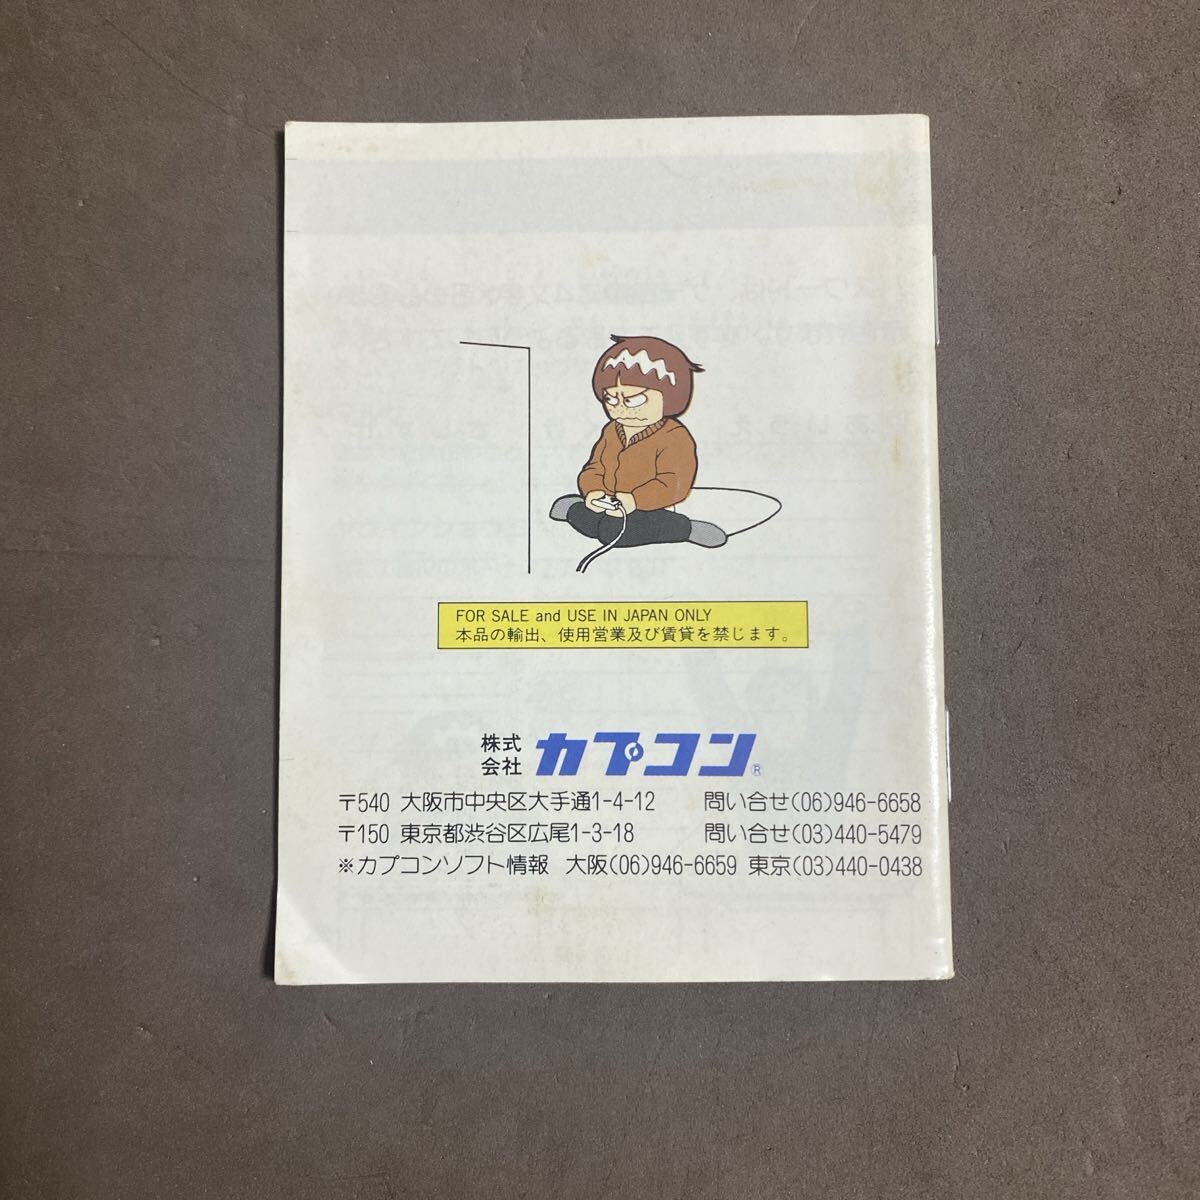 FOR SALE and USE IN JAPAN ONLY
本品の輸出、使用営業及び賃貸を禁じます。
株式会社 カプコン®
〒540 大阪市中央区大手通1-4-12 問い合せ(06)946-6658
〒150 東京都渋谷区広尾1-3-18 問い合せ(03)440-5479
※カプコンソフト情報 大阪(06)946-6659 東京(03)440-0438